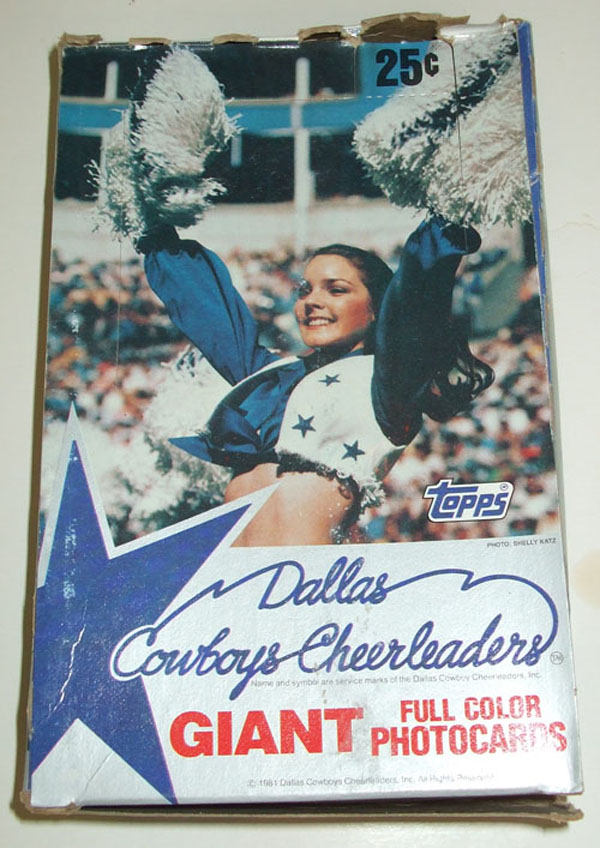 25¢
TOPPS®
PHOTO: SHELLY KATZ
Dallas
Cowboys Cheerleaders TM
Name and symbol are service marks of the Dallas Cowboys Cheerleaders, Inc.
GIANT FULL COLOR
PHOTOCARDS
© 1981 Dallas Cowboys Cheerleaders, Inc. All Rights Reserved